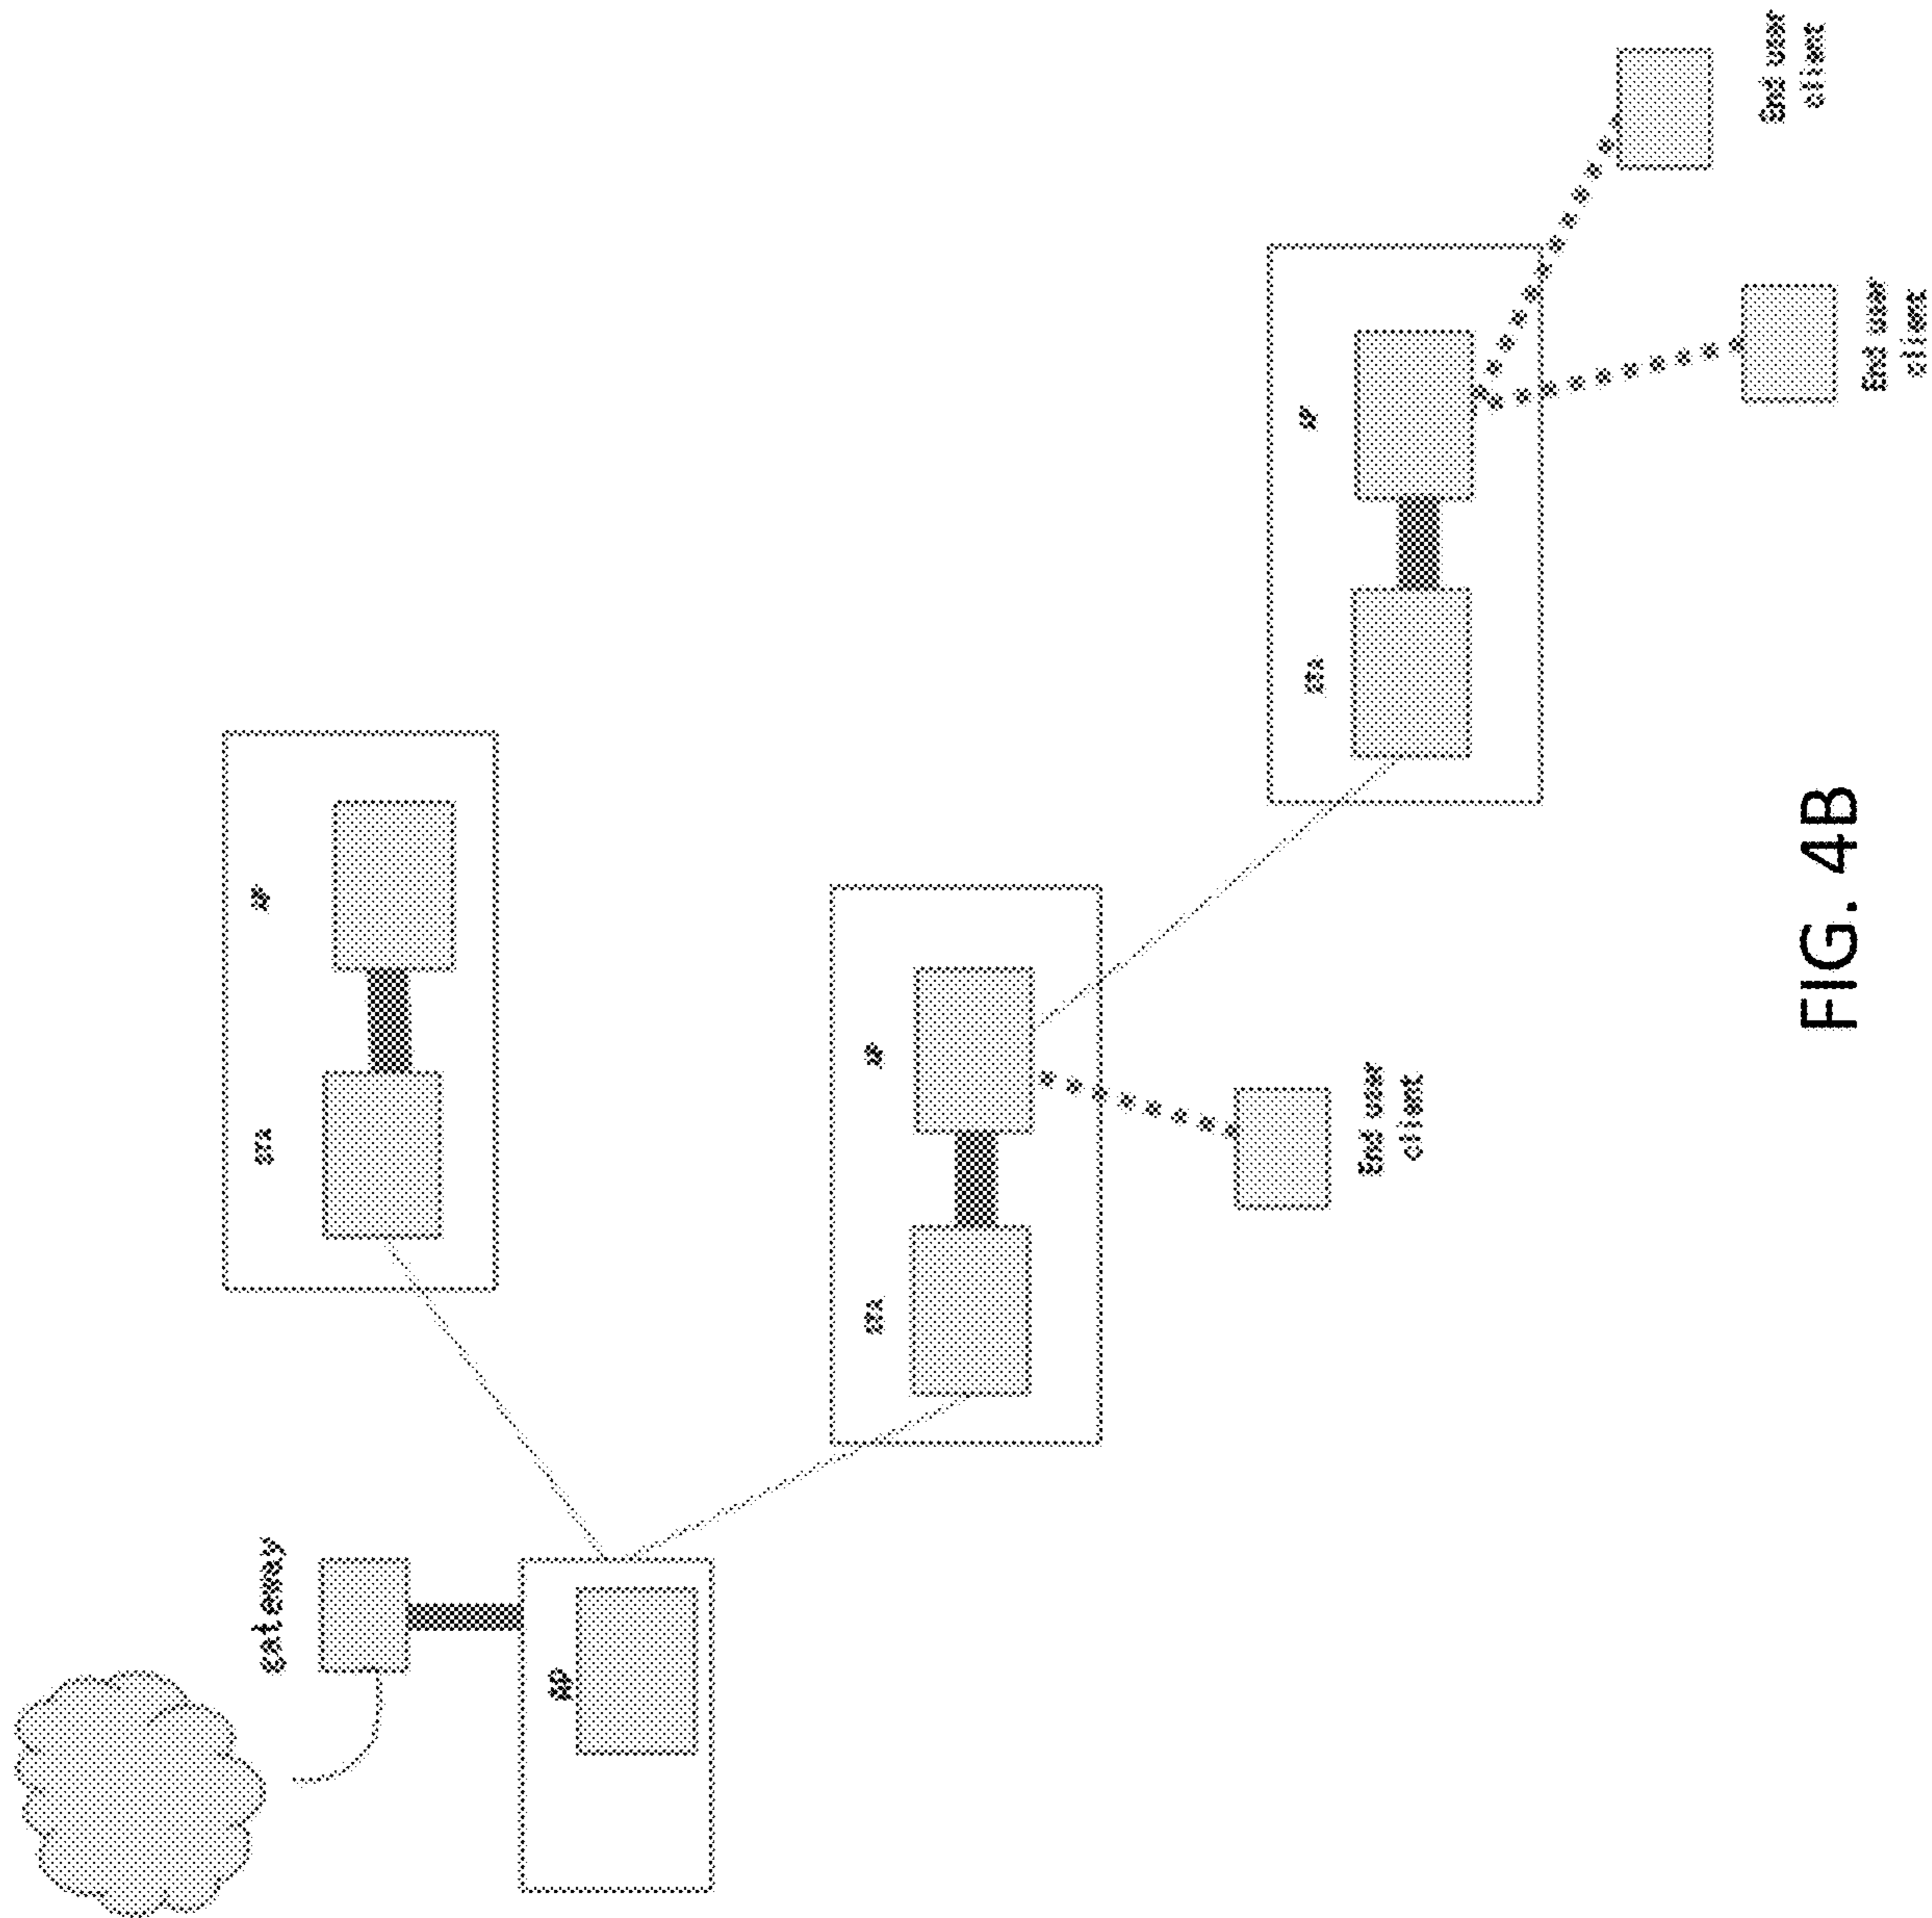 gateway
STA
AP
AP
STA
AP
STA
AP
End user
client
End user
client
End user
client
FIG. 4B